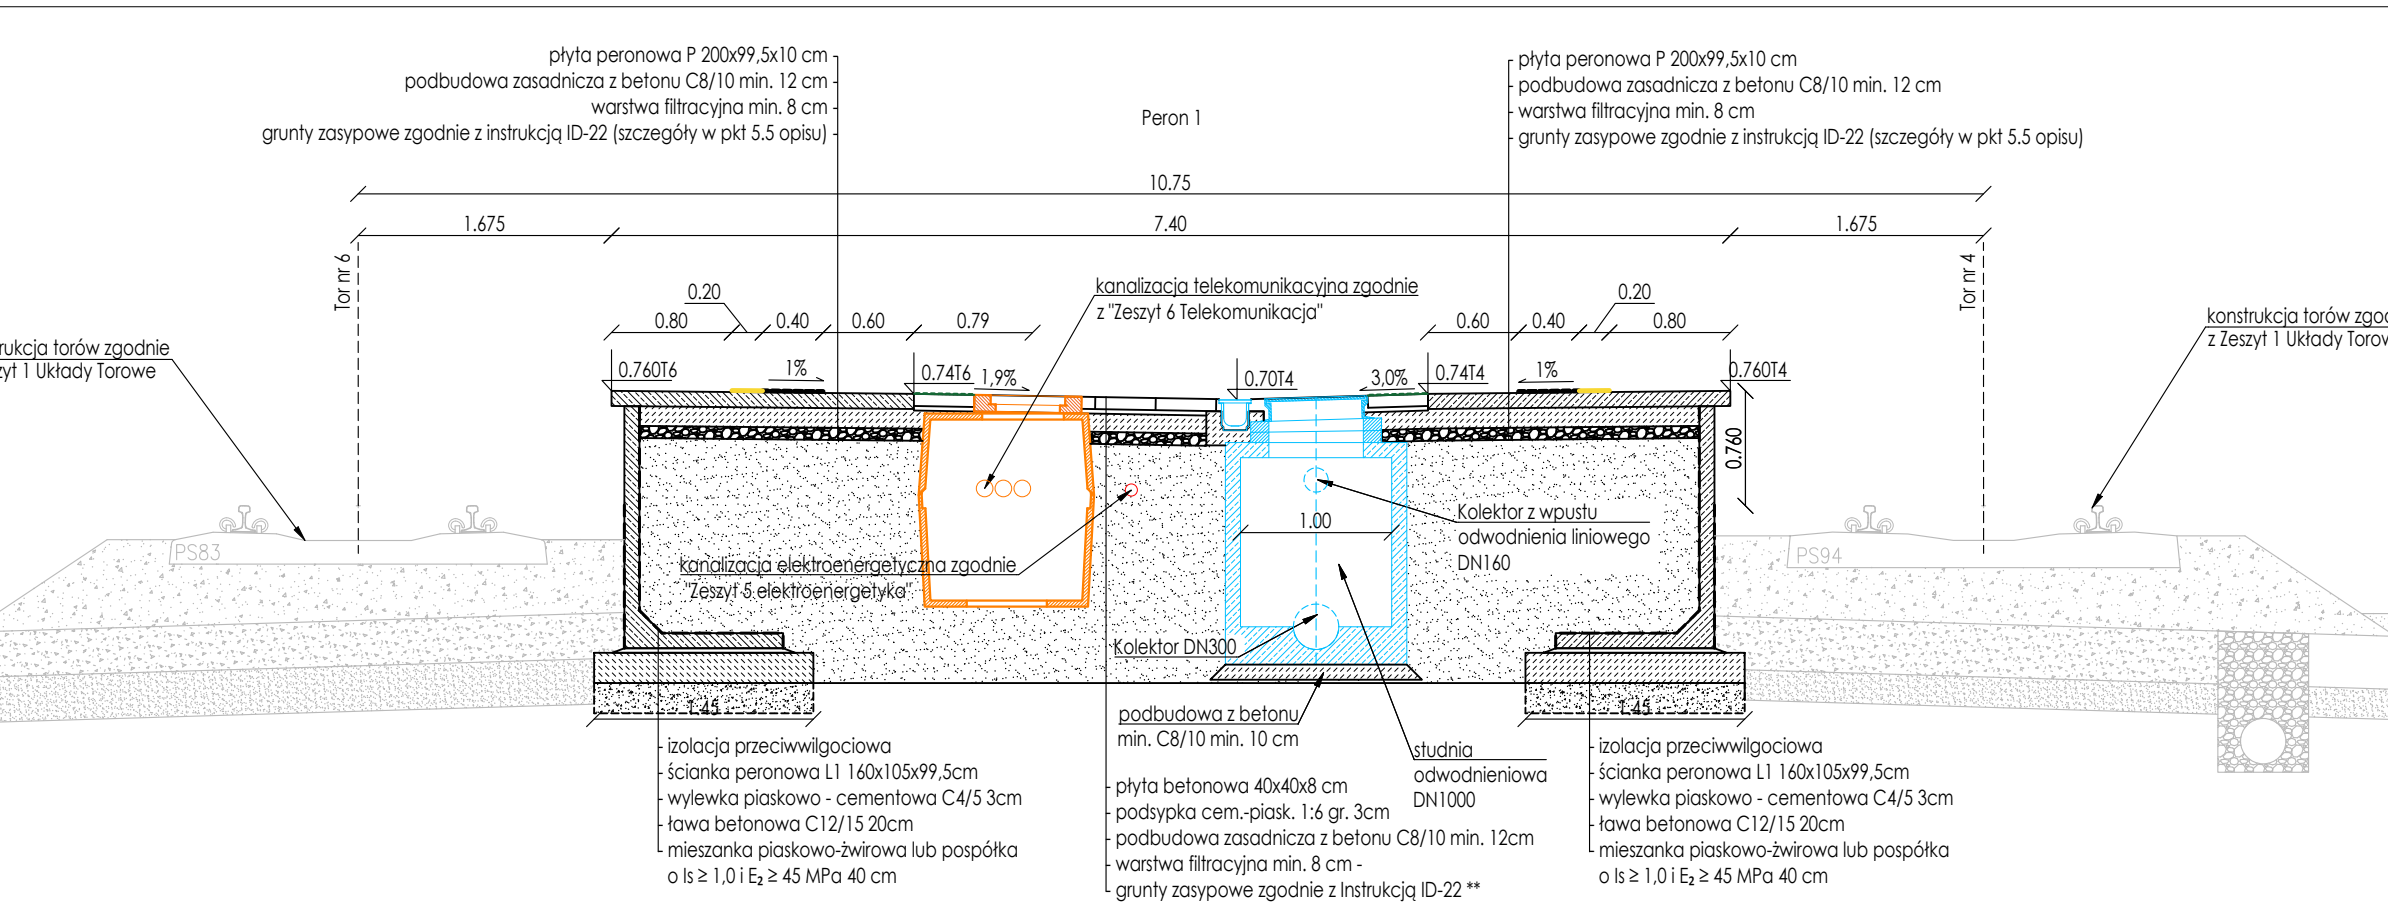 płyta peronowa P 200x99,5x10 cm
podbudowa zasadnicza z betonu C8/10 min. 12 cm
warstwa filtracyjna min. 8 cm
grunty zasypowe zgodnie z instrukcją ID-22 (szczegóły w pkt 5.5 opisu)
Peron 1
płyta peronowa P 200x99,5x10 cm
podbudowa zasadnicza z betonu C8/10 min. 12 cm
warstwa filtracyjna min. 8 cm
grunty zasypowe zgodnie z instrukcją ID-22 (szczegóły w pkt 5.5 opisu)
10.75
1.675
7.40
1.675
Tor nr 6
Tor nr 4
kanalizacja telekomunikacyjna zgodnie
z "Zeszyt 6 Telekomunikacja"
0.20
0.80
0.40
0.60
0.79
0.20
0.60
0.40
0.80
rukcja torów zgodnie
zyt 1 Układy Torowe
konstrukcja torów zgod
z Zeszyt 1 Układy Torow
0.760T6
1%
0.74T6
1,9%
0.70T4
3,0%
0.74T4
1%
0.760T4
0.760
PS83
PS94
1.00
Kolektor z wpustu
odwodnienia liniowego
DN160
kanalizacja elektroenergetyczna zgodnie
"Zeszyt 5 elektroenergetyka"
Kolektor DN300
1.45
1.45
podbudowa z betonu
min. C8/10 min. 10 cm
studnia
odwodnieniowa
DN1000
izolacja przeciwwilgociowa
ścianka peronowa L1 160x105x99,5cm
wylewka piaskowo - cementowa C4/5 3cm
ława betonowa C12/15 20cm
mieszanka piaskowo-żwirowa lub pospółka
o Is ≥ 1,0 i E₂ ≥ 45 MPa 40 cm
płyta betonowa 40x40x8 cm
podsypka cem.-piask. 1:6 gr. 3cm
podbudowa zasadnicza z betonu C8/10 min. 12cm
warstwa filtracyjna min. 8 cm -
grunty zasypowe zgodnie z Instrukcją ID-22 **
izolacja przeciwwilgociowa
ścianka peronowa L1 160x105x99,5cm
wylewka piaskowo - cementowa C4/5 3cm
ława betonowa C12/15 20cm
mieszanka piaskowo-żwirowa lub pospółka
o Is ≥ 1,0 i E₂ ≥ 45 MPa 40 cm